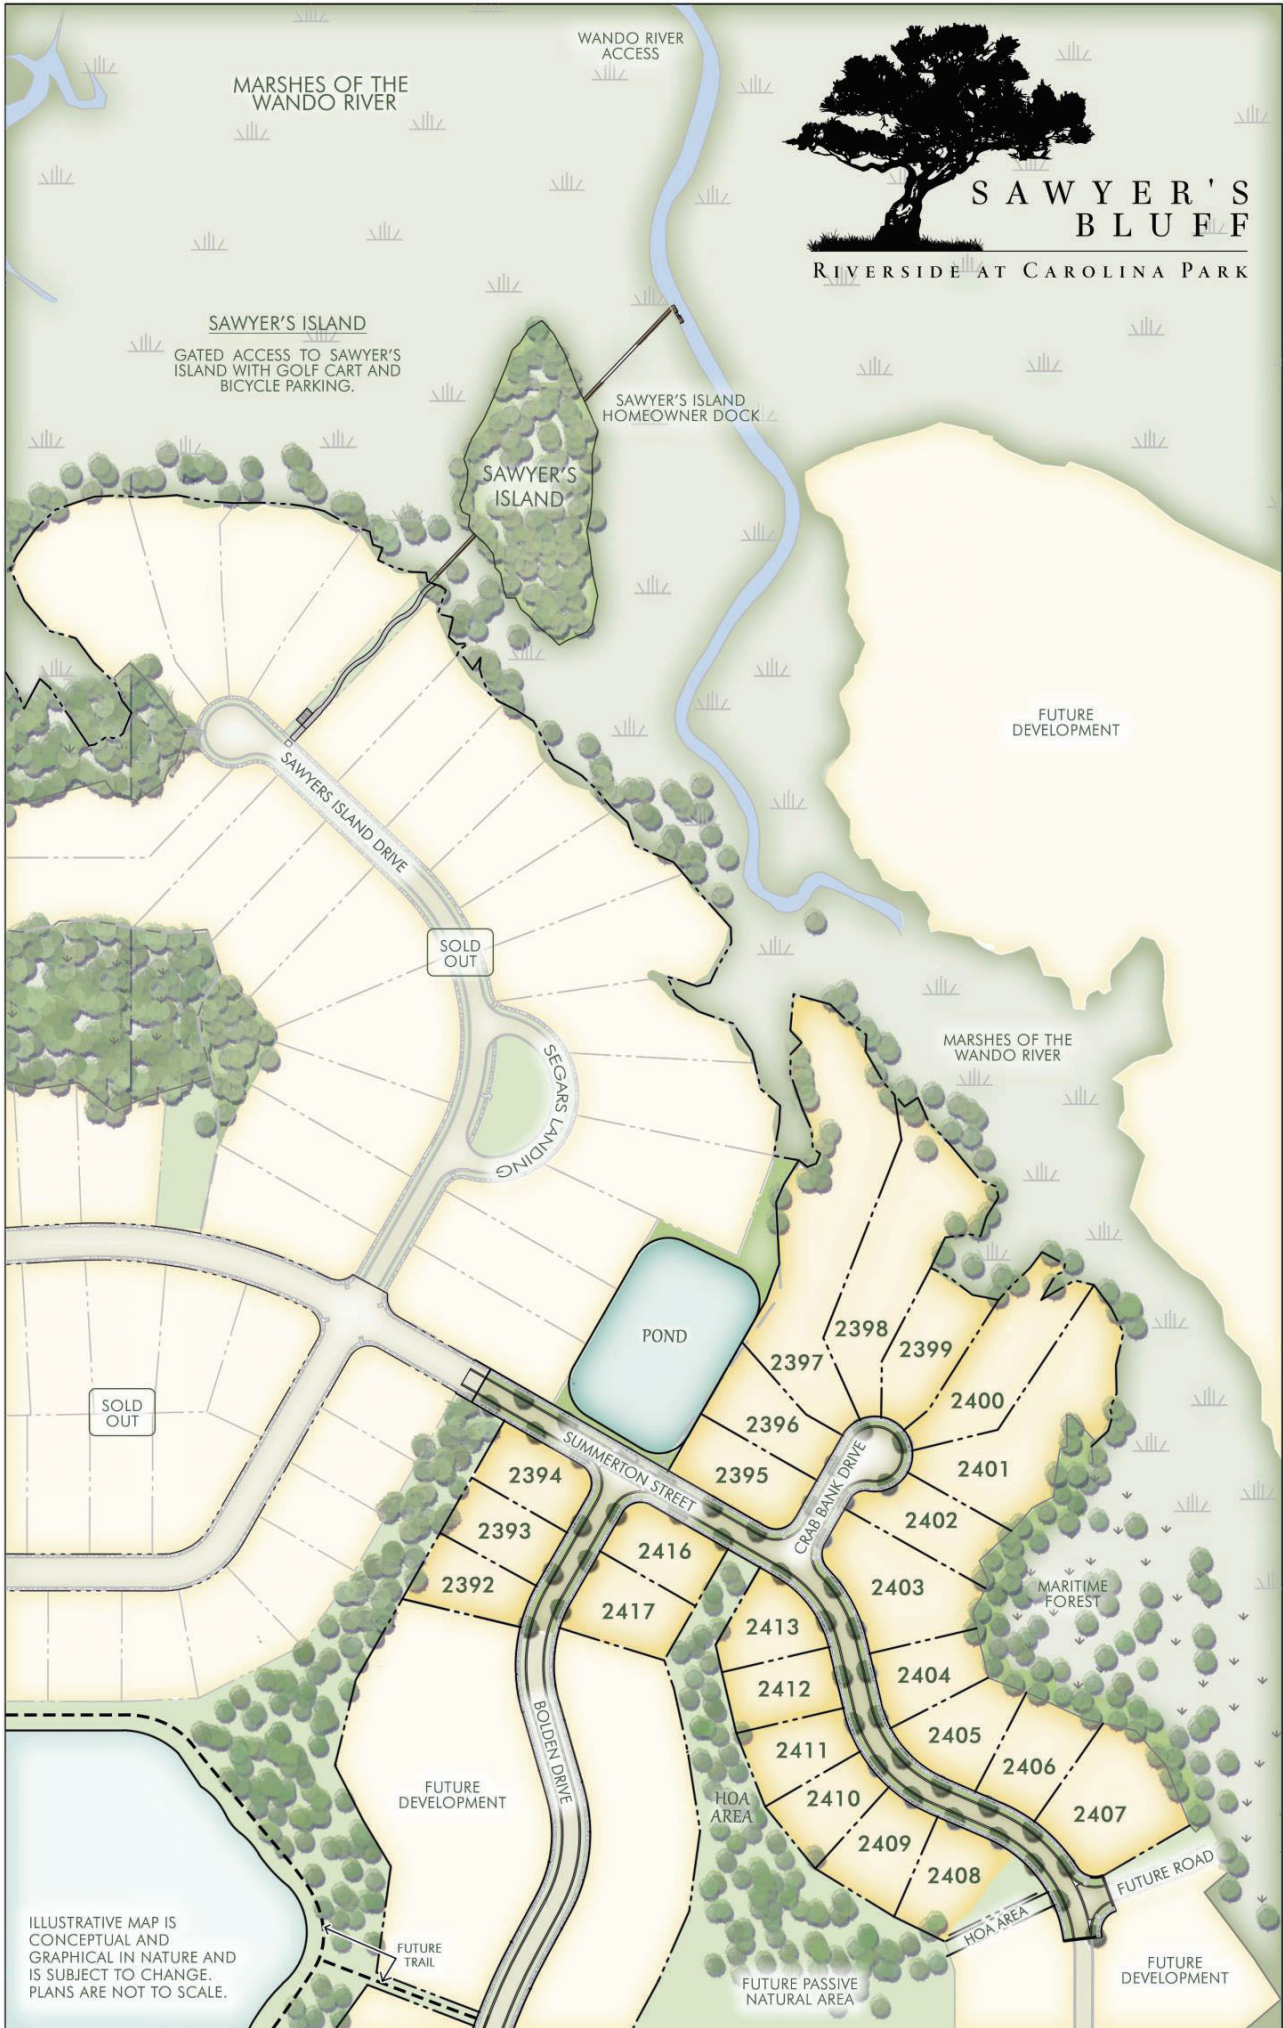 WANDO RIVER
ACCESS
MARSHES OF THE
WANDO RIVER
SAWYER'S
BLUFF
RIVERSIDE AT CAROLINA PARK
SAWYER'S ISLAND
GATED ACCESS TO SAWYER'S
ISLAND WITH GOLF CART AND
BICYCLE PARKING.
SAWYER'S ISLAND
HOMEOWNER DOCK
SAWYER'S
ISLAND
FUTURE
DEVELOPMENT
SAWYERS ISLAND DRIVE
SOLD
OUT
SEGARS LANDING
MARSHES OF THE
WANDO RIVER
POND
2398
2399
2397
2400
2396
2395
2401
SOLD
OUT
SUMMERTON STREET
CRAB BANK DRIVE
2394
2393
2392
2416
2417
2402
2403
MARITIME
FOREST
2413
2404
2412
2405
2411
2406
2410
2407
2409
2408
BOLDEN DRIVE
FUTURE
DEVELOPMENT
HOA
AREA
FUTURE ROAD
HOA AREA
ILLUSTRATIVE MAP IS
CONCEPTUAL AND
GRAPHICAL IN NATURE AND
IS SUBJECT TO CHANGE.
PLANS ARE NOT TO SCALE.
FUTURE
TRAIL
FUTURE PASSIVE
NATURAL AREA
FUTURE
DEVELOPMENT